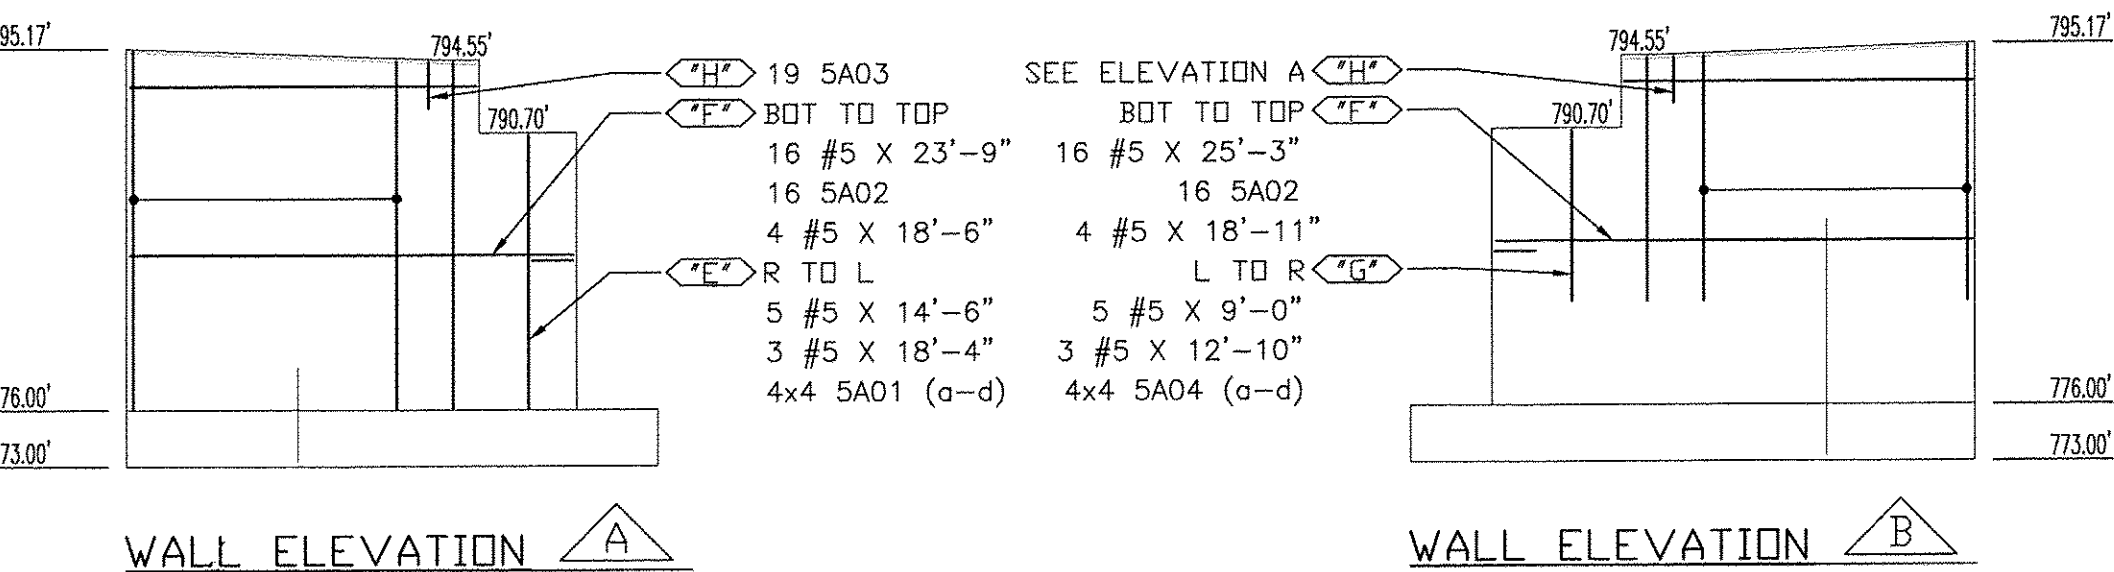 95.17'
794.55'
790.70'
76.00'
73.00'
"H" 19 5A03
"F" BOT TO TOP
16 #5 X 23'-9"
16 5A02
4 #5 X 18'-6"
"E" R TO L
5 #5 X 14'-6"
3 #5 X 18'-4"
4x4 5A01 (a-d)
WALL ELEVATION A
SEE ELEVATION A "H"
BOT TO TOP "F"
16 #5 X 25'-3"
16 5A02
4 #5 X 18'-11"
L TO R "G"
5 #5 X 9'-0"
3 #5 X 12'-10"
4x4 5A04 (a-d)
794.55'
790.70'
795.17'
776.00'
773.00'
WALL ELEVATION B